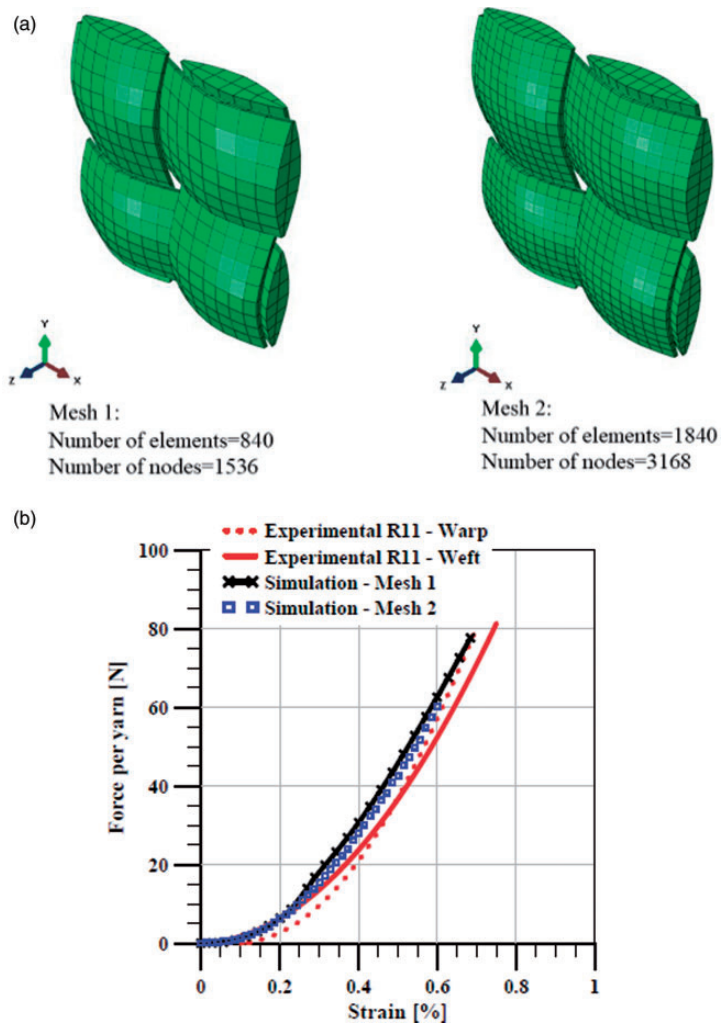 (a)
Y
Z
X
Mesh 1:
Number of elements=840
Number of nodes=1536
Y
Z
X
Mesh 2:
Number of elements=1840
Number of nodes=3168
(b)
Experimental R11 - Warp
Experimental R11 - Weft
Simulation - Mesh 1
Simulation - Mesh 2
Force per yarn [N]
100
80
60
40
20
0
0 0.2 0.4 0.6 0.8 1
Strain [%]